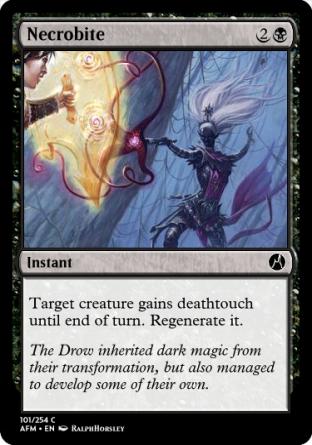 Necrobite 2
Instant
Target creature gains deathtouch
until end of turn. Regenerate it.
The Drow inherited dark magic from
their transformation, but also managed
to develop some of their own.
101/254 C
AFM • EN RALPHHORSLEY